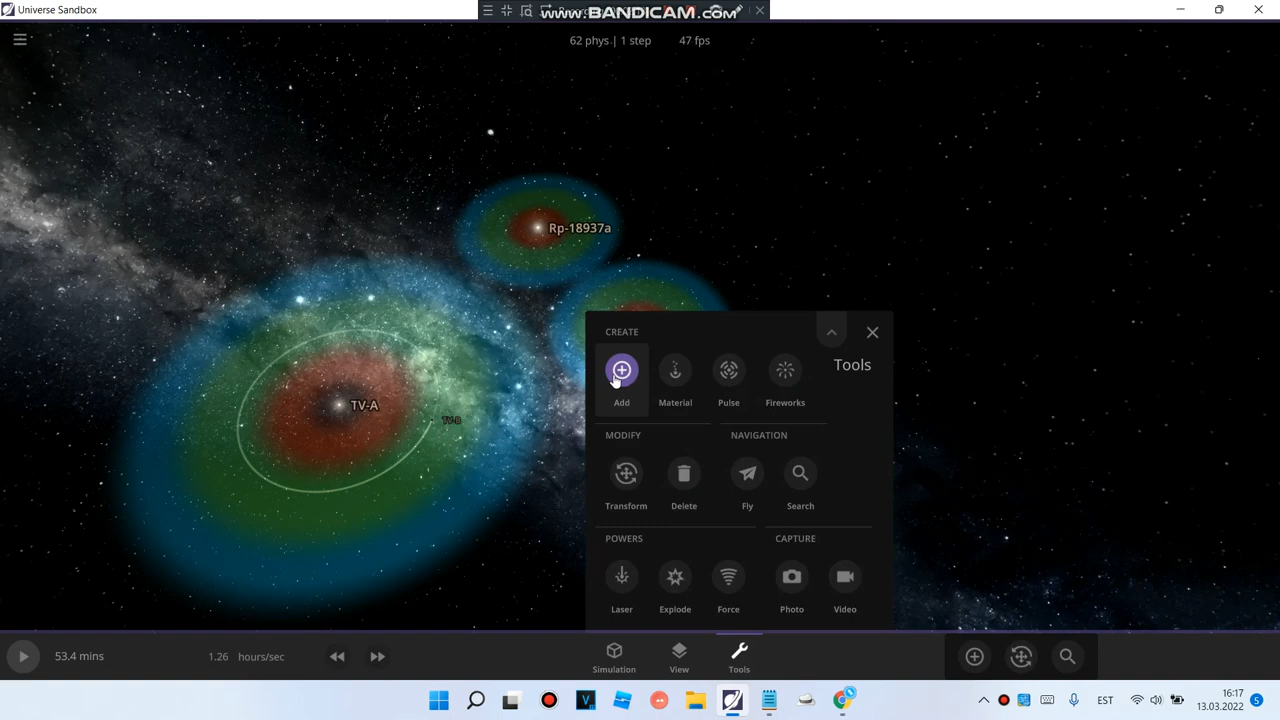 Universe Sandbox
www.BANDICAM.com
62 phys | 1 step
47 fps
Rp-18937a
TV-A
TV-B
CREATE
Tools
Add
Material
Pulse
Fireworks
MODIFY
NAVIGATION
Transform
Delete
Fly
Search
POWERS
CAPTURE
Laser
Explode
Force
Photo
Video
53.4 mins
1.26 hours/sec
Simulation
View
Tools
EST
16:17
13.03.2022
5